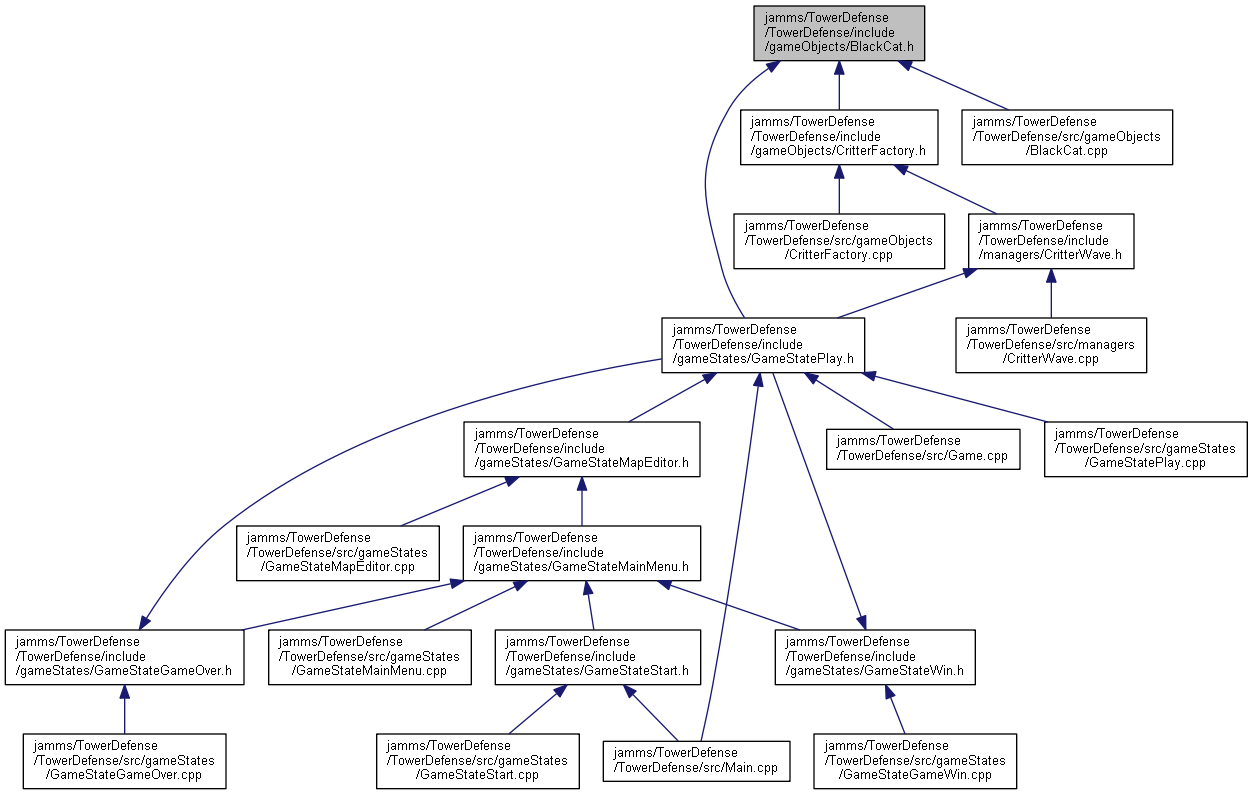 jamms/TowerDefense
/TowerDefense/include
/gameObjects/BlackCat.h
jamms/TowerDefense
/TowerDefense/include
/gameObjects/CritterFactory.h
jamms/TowerDefense
/TowerDefense/src/gameObjects
/BlackCat.cpp
jamms/TowerDefense
/TowerDefense/src/gameObjects
/CritterFactory.cpp
jamms/TowerDefense
/TowerDefense/include
/managers/CritterWave.h
jamms/TowerDefense
/TowerDefense/include
/gameStates/GameStatePlay.h
jamms/TowerDefense
/TowerDefense/src/managers
/CritterWave.cpp
jamms/TowerDefense
/TowerDefense/include
/gameStates/GameStateMapEditor.h
jamms/TowerDefense
/TowerDefense/src/Game.cpp
jamms/TowerDefense
/TowerDefense/src/gameStates
/GameStatePlay.cpp
jamms/TowerDefense
/TowerDefense/src/gameStates
/GameStateMapEditor.cpp
jamms/TowerDefense
/TowerDefense/include
/gameStates/GameStateMainMenu.h
jamms/TowerDefense
/TowerDefense/include
/gameStates/GameStateGameOver.h
jamms/TowerDefense
/TowerDefense/src/gameStates
/GameStateMainMenu.cpp
jamms/TowerDefense
/TowerDefense/include
/gameStates/GameStateStart.h
jamms/TowerDefense
/TowerDefense/include
/gameStates/GameStateWin.h
jamms/TowerDefense
/TowerDefense/src/gameStates
/GameStateGameOver.cpp
jamms/TowerDefense
/TowerDefense/src/gameStates
/GameStateStart.cpp
jamms/TowerDefense
/TowerDefense/src/Main.cpp
jamms/TowerDefense
/TowerDefense/src/gameStates
/GameStateGameWin.cpp